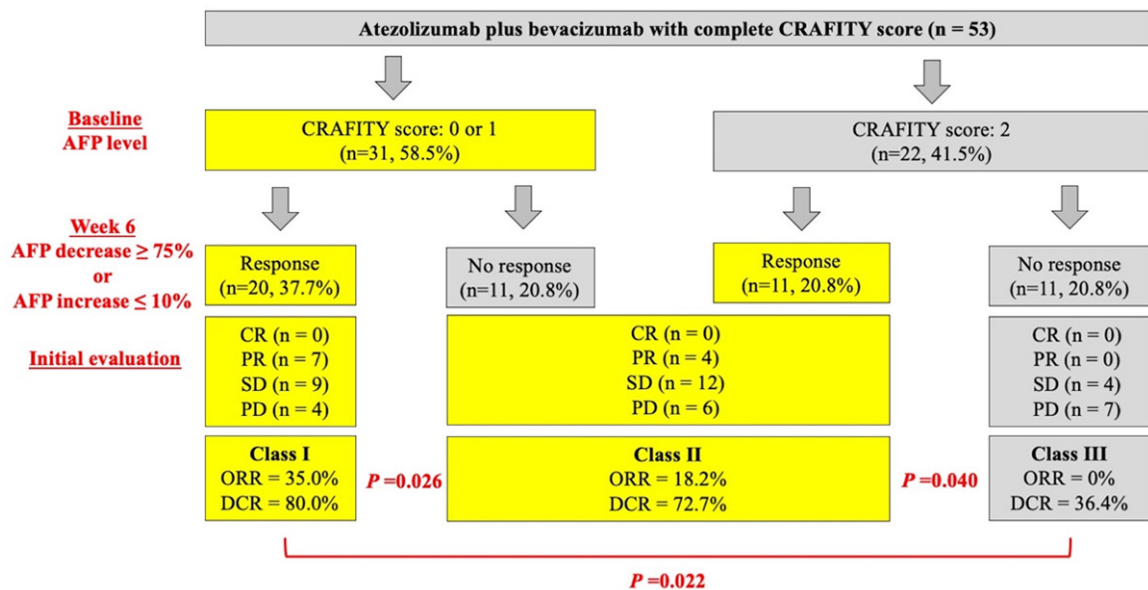 Atezolizumab plus bevacizumab with complete CRAFITY score (n = 53)
Baseline
AFP level
CRAFITY score: 0 or 1
(n=31, 58.5%)
CRAFITY score: 2
(n=22, 41.5%)
Week 6
AFP decrease ≥ 75%
or
AFP increase ≤ 10%
Response
(n=20, 37.7%)
No response
(n=11, 20.8%)
Response
(n=11, 20.8%)
No response
(n=11, 20.8%)
Initial evaluation
CR (n = 0)
PR (n = 7)
SD (n = 9)
PD (n = 4)
CR (n = 0)
PR (n = 4)
SD (n = 12)
PD (n = 6)
CR (n = 0)
PR (n = 0)
SD (n = 4)
PD (n = 7)
Class I
ORR = 35.0%
DCR = 80.0%
P =0.026
Class II
ORR = 18.2%
DCR = 72.7%
P =0.040
Class III
ORR = 0%
DCR = 36.4%
P =0.022